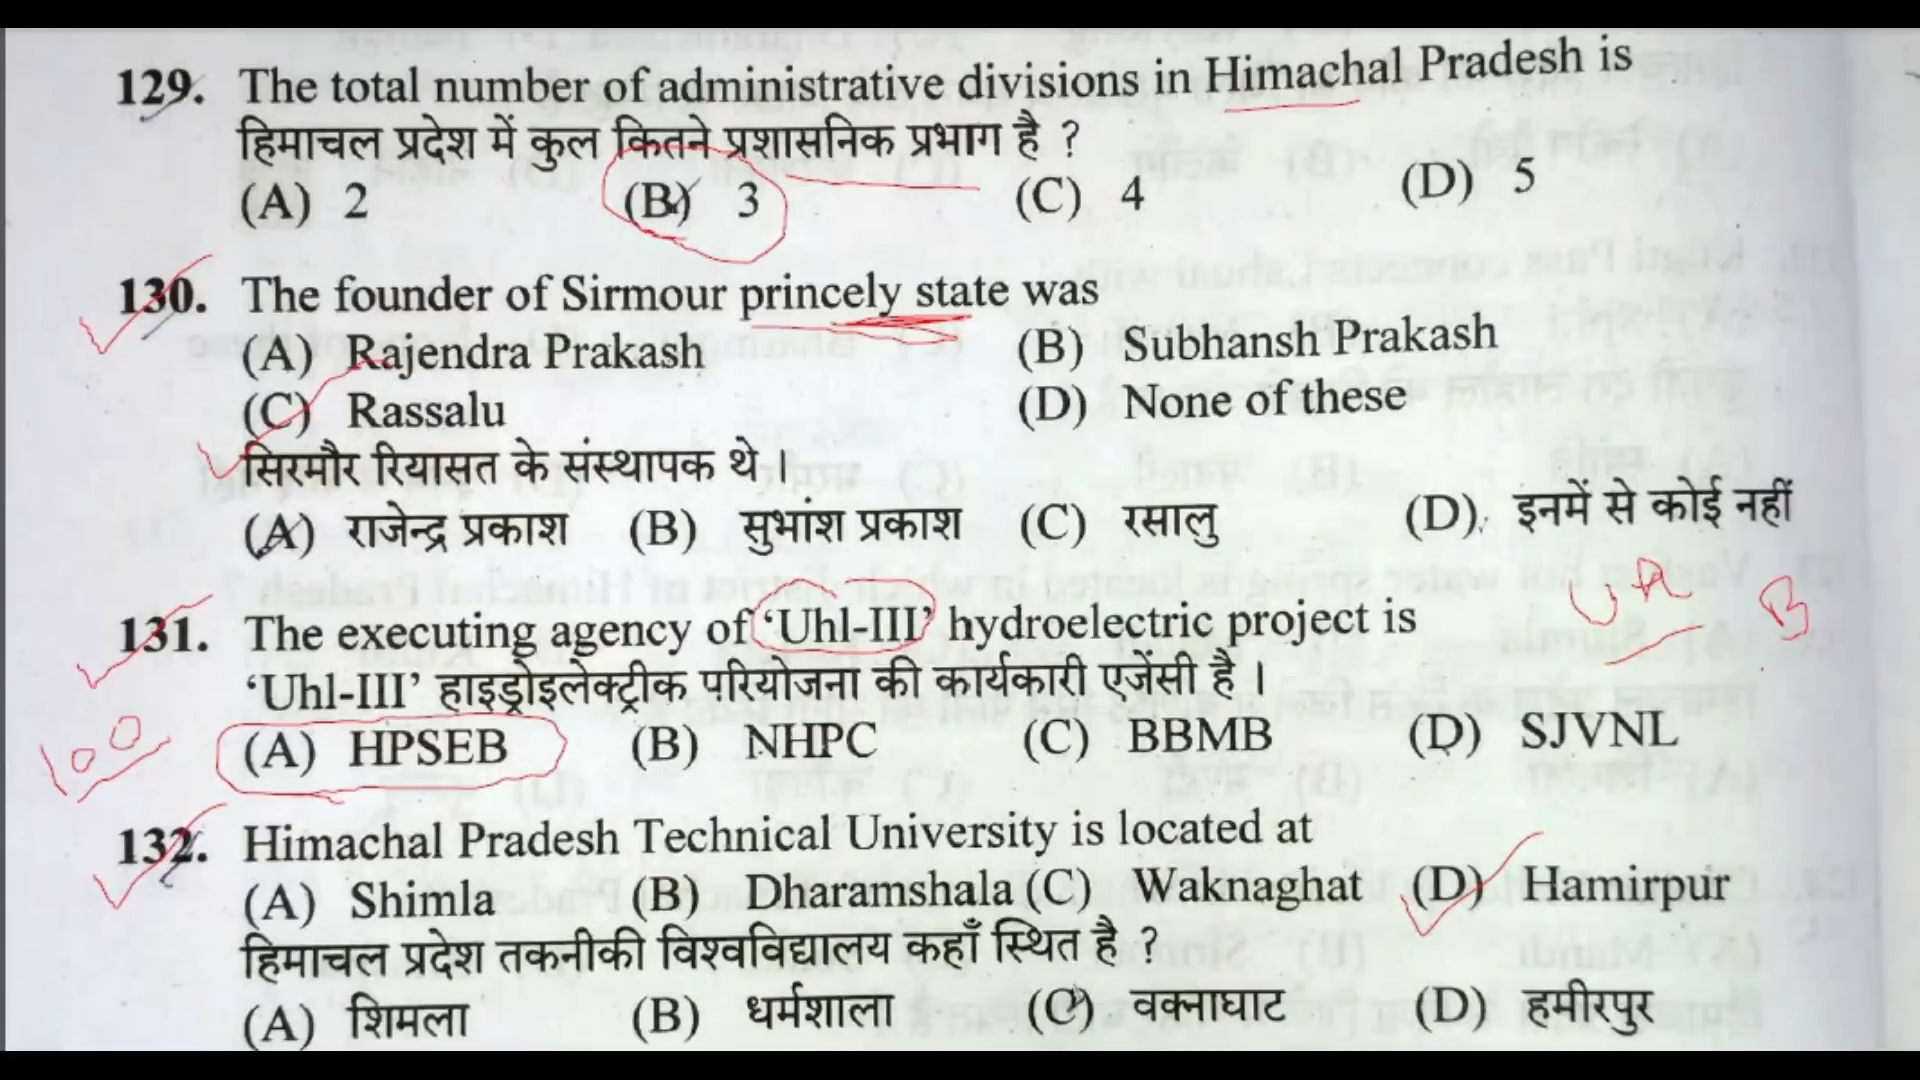 129. The total number of administrative divisions in Himachal Pradesh is
हिमाचल प्रदेश में कुल कितने प्रशासनिक प्रभाग है ?
(A) 2 (B) 3 (C) 4 (D) 5
130. The founder of Sirmour princely state was
(A) Rajendra Prakash (B) Subhansh Prakash
(C) Rassalu (D) None of these
सिरमौर रियासत के संस्थापक थे ।
(A) राजेन्द्र प्रकाश (B) सुभांश प्रकाश (C) रसालु (D) इनमें से कोई नहीं
131. The executing agency of ‘Uhl-III’ hydroelectric project is
‘Uhl-III’ हाइड्रोइलेक्ट्रीक परियोजना की कार्यकारी एजेंसी है ।
(A) HPSEB (B) NHPC (C) BBMB (D) SJVNL
100
132. Himachal Pradesh Technical University is located at
(A) Shimla (B) Dharamshala (C) Waknaghat (D) Hamirpur
हिमाचल प्रदेश तकनीकी विश्वविद्यालय कहाँ स्थित है ?
(A) शिमला (B) धर्मशाला (C) वक्नाघाट (D) हमीरपुर